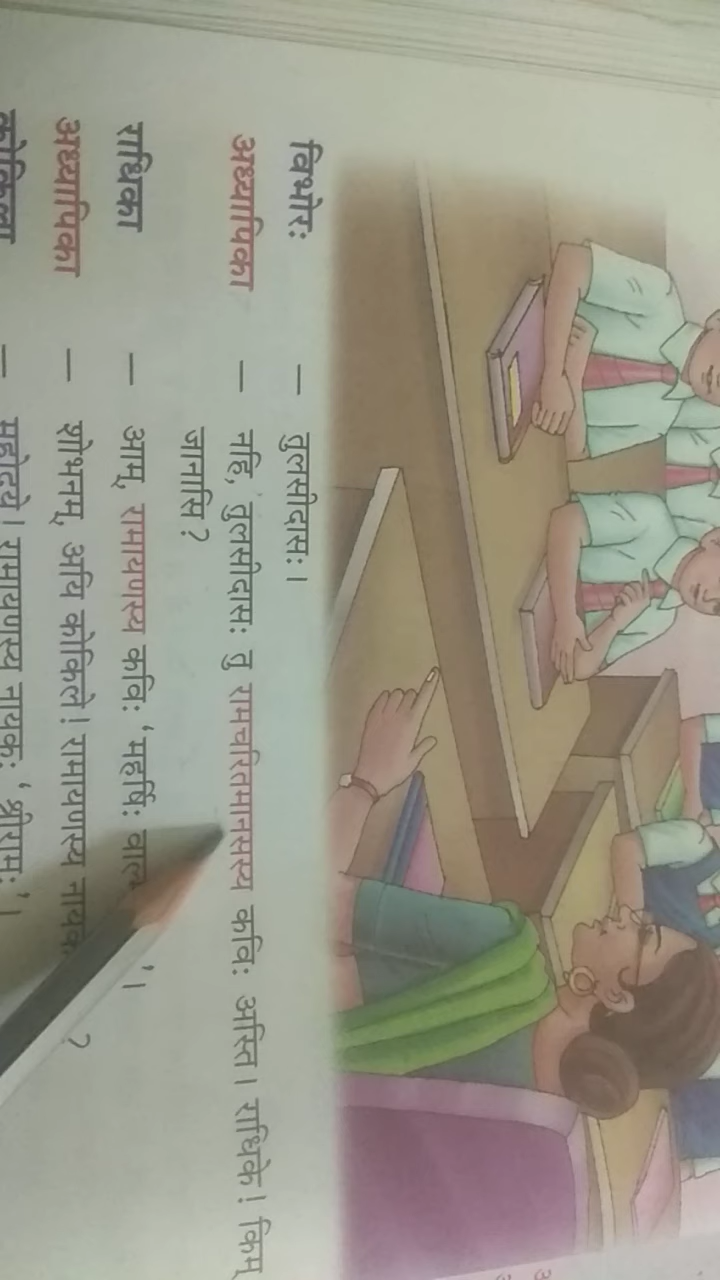 विभोरः – तुलसीदासः।
अध्यापिका – नहि, तुलसीदासः तु रामचरितमानसस्य कविः अस्ति। राधिके! किम्
जानासि?
राधिका – आम्, रामायणस्य कविः ‘महर्षिः ’।
अध्यापिका – शोभनम्, अयि कोकिले! रामायणस्य ?
कोकिला – महोदये! रामायणस्य नायकः ‘श्रीरामः’।